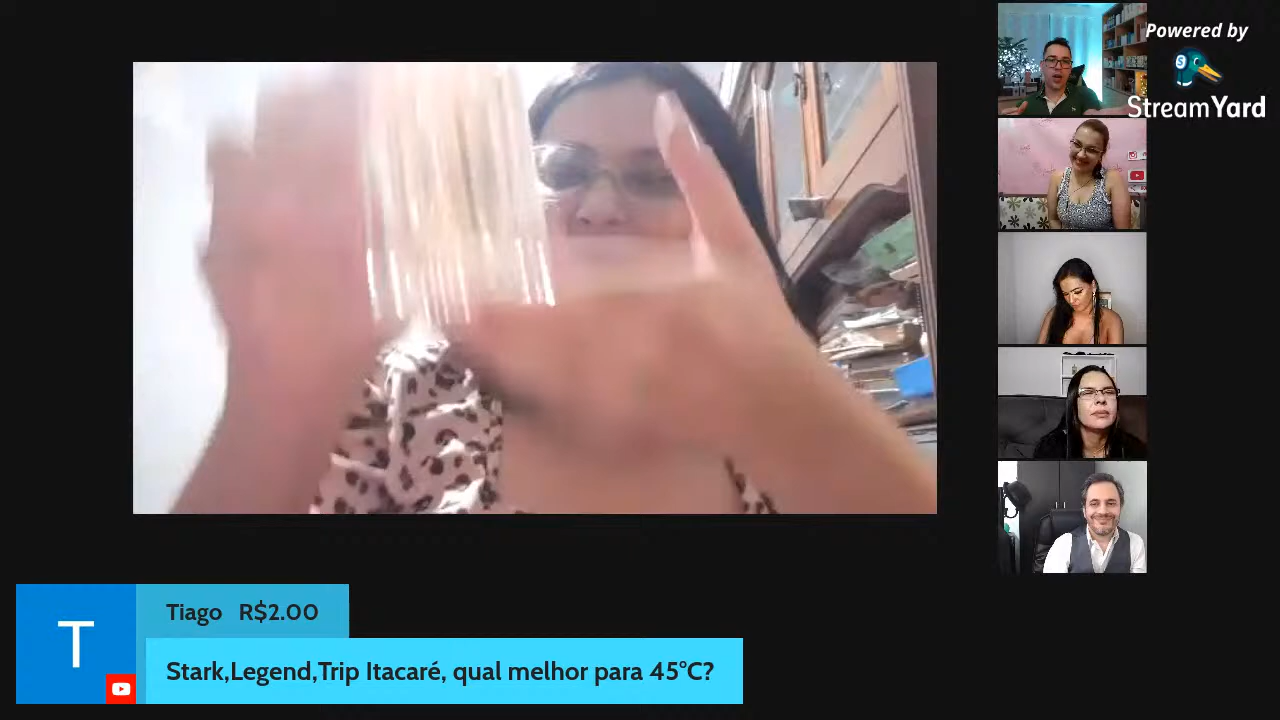 Powered by
StreamYard
T
Tiago R$2.00
Stark,Legend,Trip Itacaré, qual melhor para 45°C?